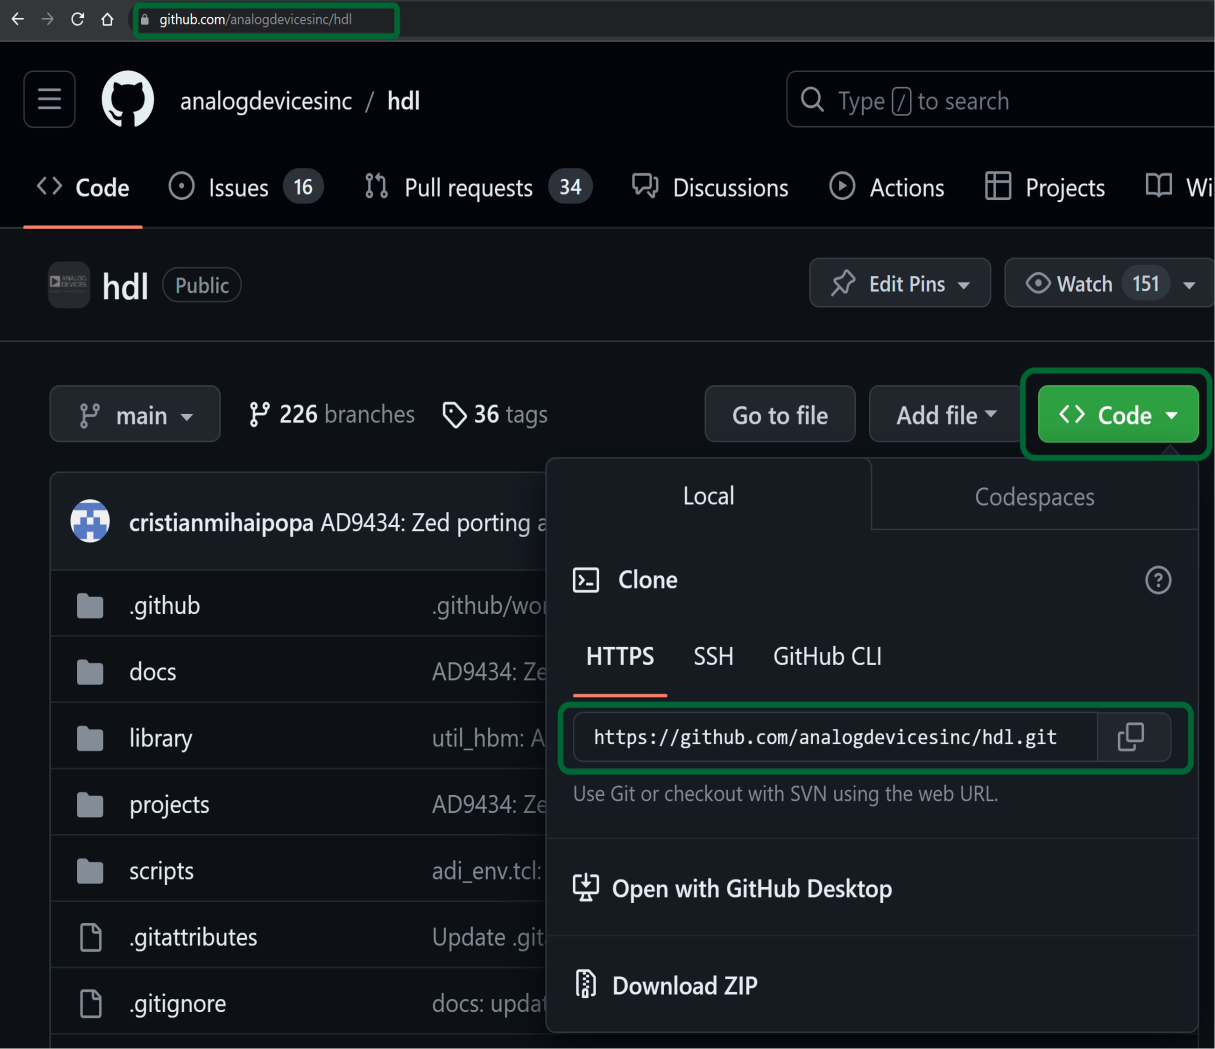 github.com/analogdevicesinc/hdl
analogdevicesinc / hdl
Type / to search
Code Issues 16 Pull requests 34 Discussions Actions Projects Wi
ANALOG
DEVICES
hdl Public
Edit Pins Watch 151
main 226 branches 36 tags Go to file Add file Code
Local Codespaces
cristianmihaipopa AD9434: Zed porting a
Clone
.github .github/wor
HTTPS SSH GitHub CLI
docs AD9434: Ze
library util_hbm: A
https://github.com/analogdevicesinc/hdl.git
Use Git or checkout with SVN using the web URL.
projects AD9434: Ze
scripts adi_env.tcl:
Open with GitHub Desktop
.gitattributes Update .git
Download ZIP
.gitignore docs: updat